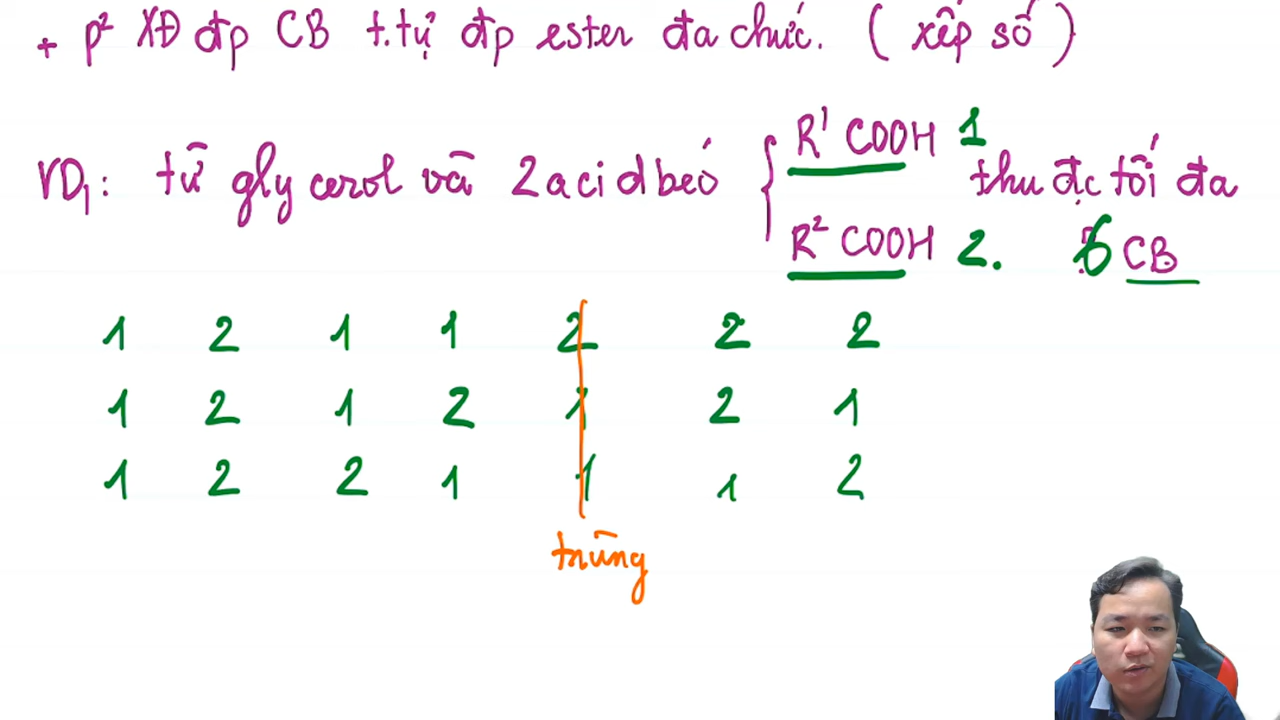 + p² XĐ đp CB t.tự đp ester đa chức. (xếp số)
VD₁: từ glycerol và 2 acid béo { R¹COOH 1 thu đc tối đa
R²COOH 2. 6 CB
1 2 1 1 2 2 2
1 2 1 2 1 2 1
1 2 2 1 1 1 2
trùng